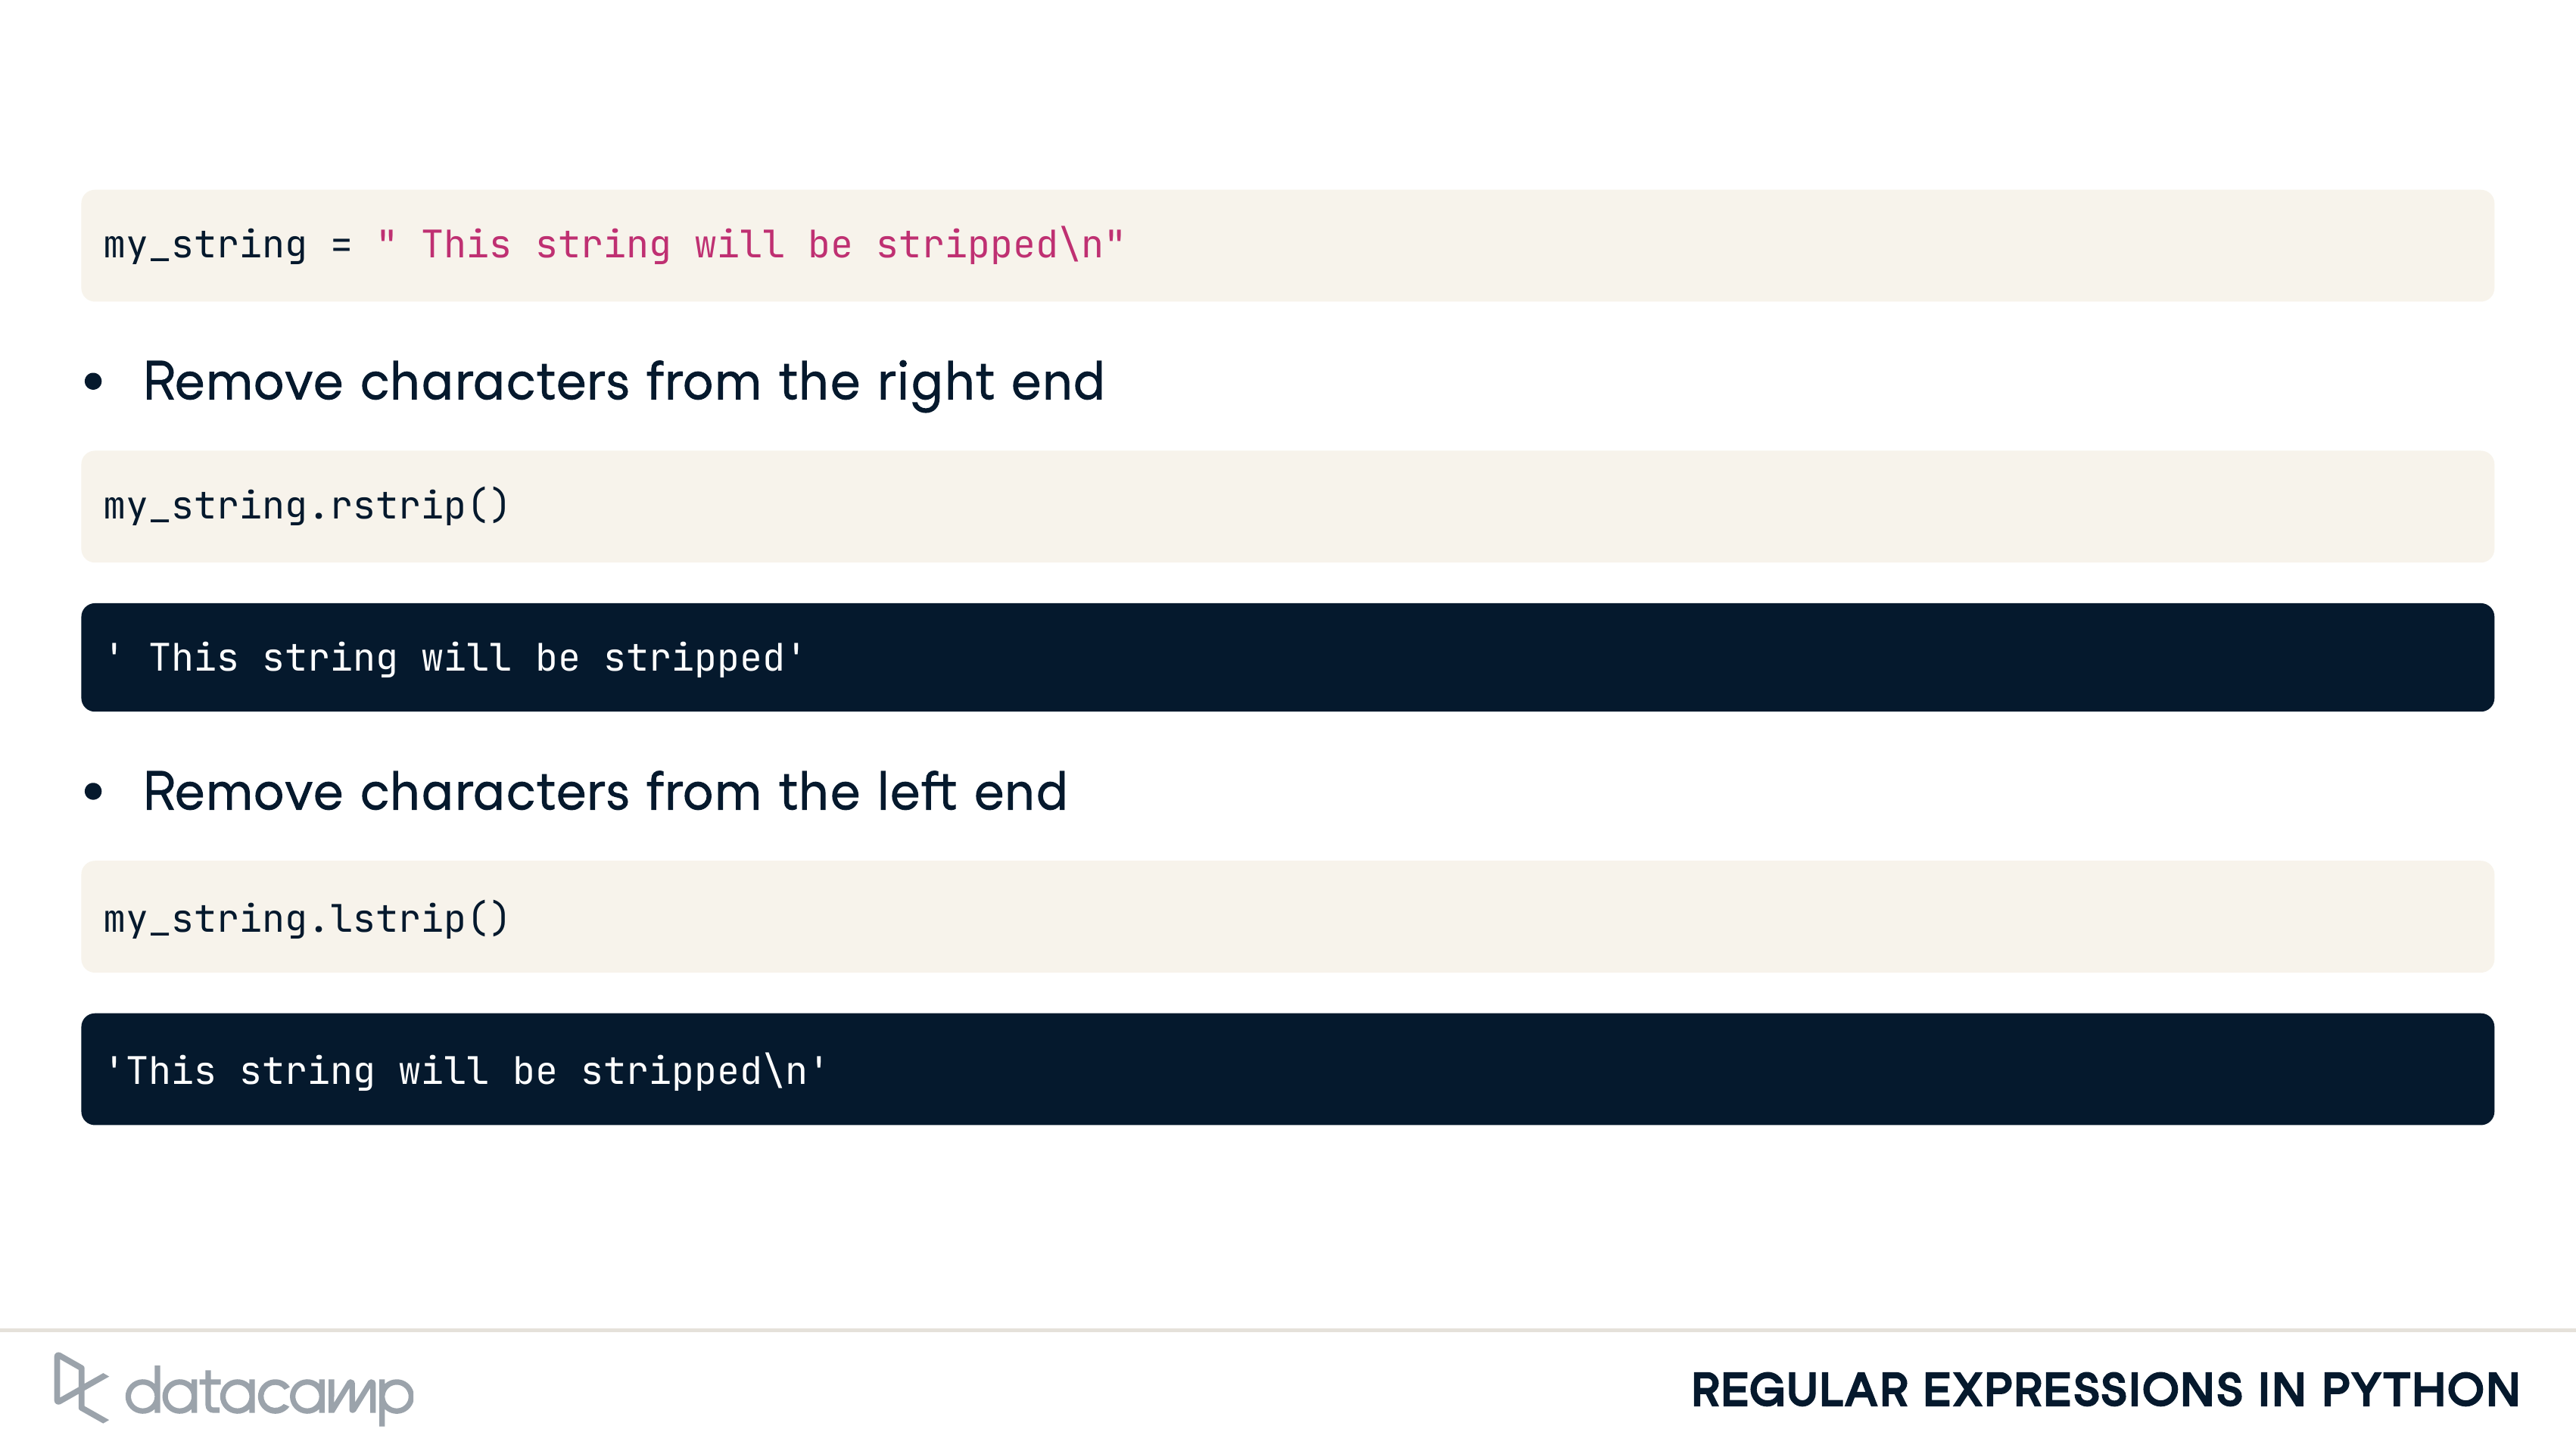 my_string = " This string will be stripped\n"
• Remove characters from the right end
my_string.rstrip()
' This string will be stripped'
• Remove characters from the left end
my_string.lstrip()
'This string will be stripped\n'
datacamp
REGULAR EXPRESSIONS IN PYTHON